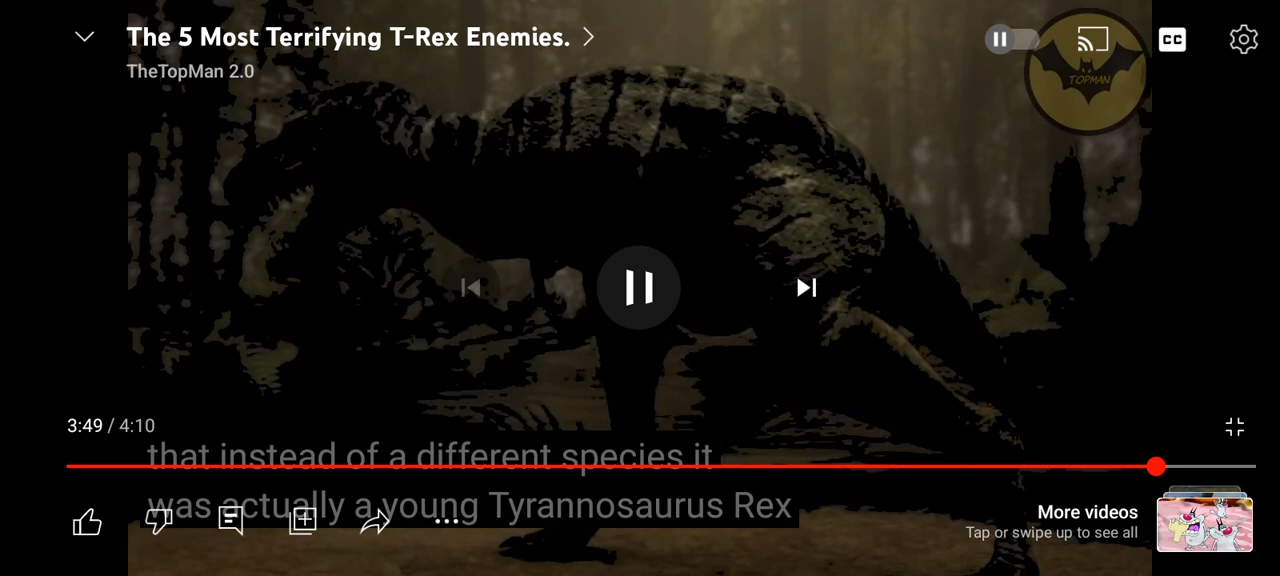 The 5 Most Terrifying T-Rex Enemies.
TheTopMan 2.0
CC
TOPMAN
3:49 / 4:10
that instead of a different species it
was actually a young Tyrannosaurus Rex
More videos
Tap or swipe up to see all